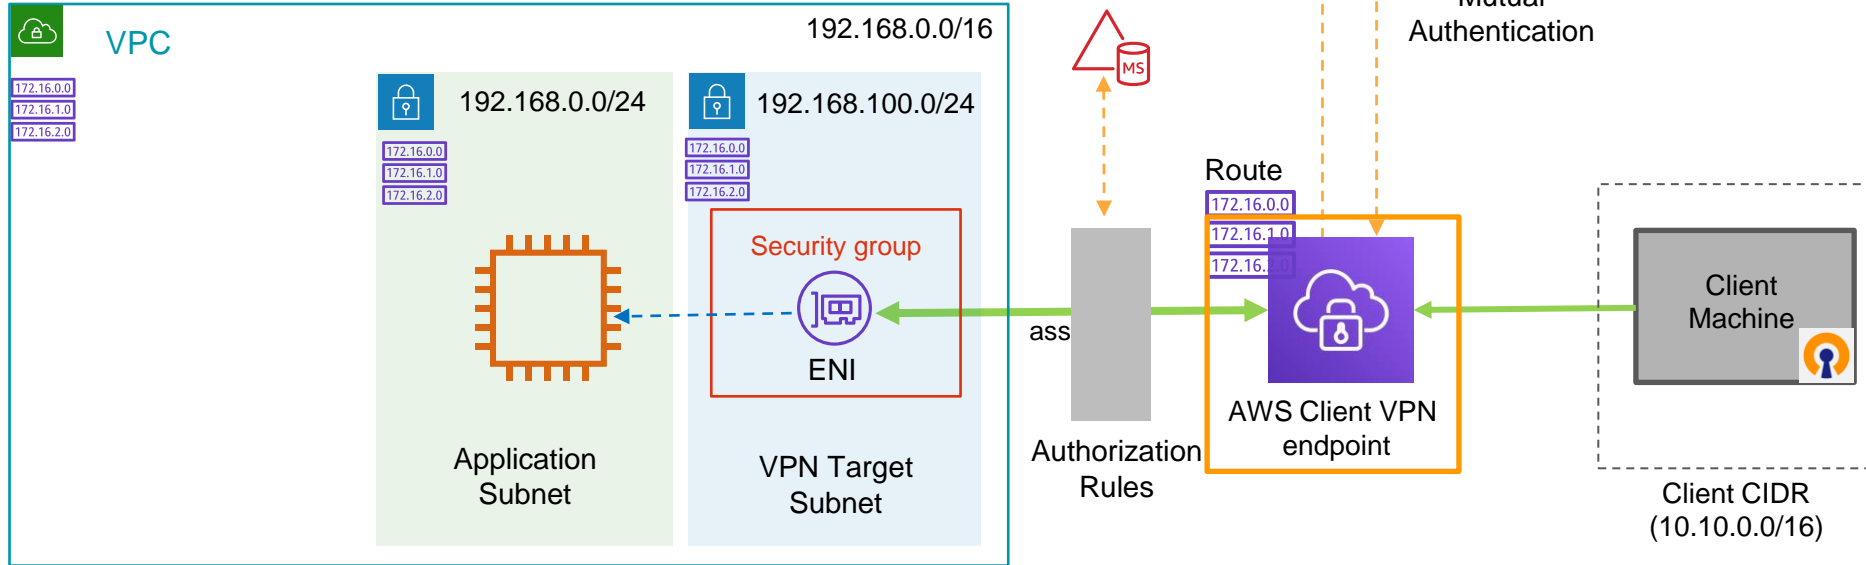 VPC
192.168.0.0/16
172.16.0.0
172.16.1.0
172.16.2.0
192.168.0.0/24
172.16.0.0
172.16.1.0
172.16.2.0
Application
Subnet
192.168.100.0/24
172.16.0.0
172.16.1.0
172.16.2.0
Security group
ENI
VPN Target
Subnet
MS
ass
Authorization
Rules
Mutual
Authentication
Route
172.16.0.0
172.16.1.0
172.16.2.0
AWS Client VPN
endpoint
Client
Machine
Client CIDR
(10.10.0.0/16)